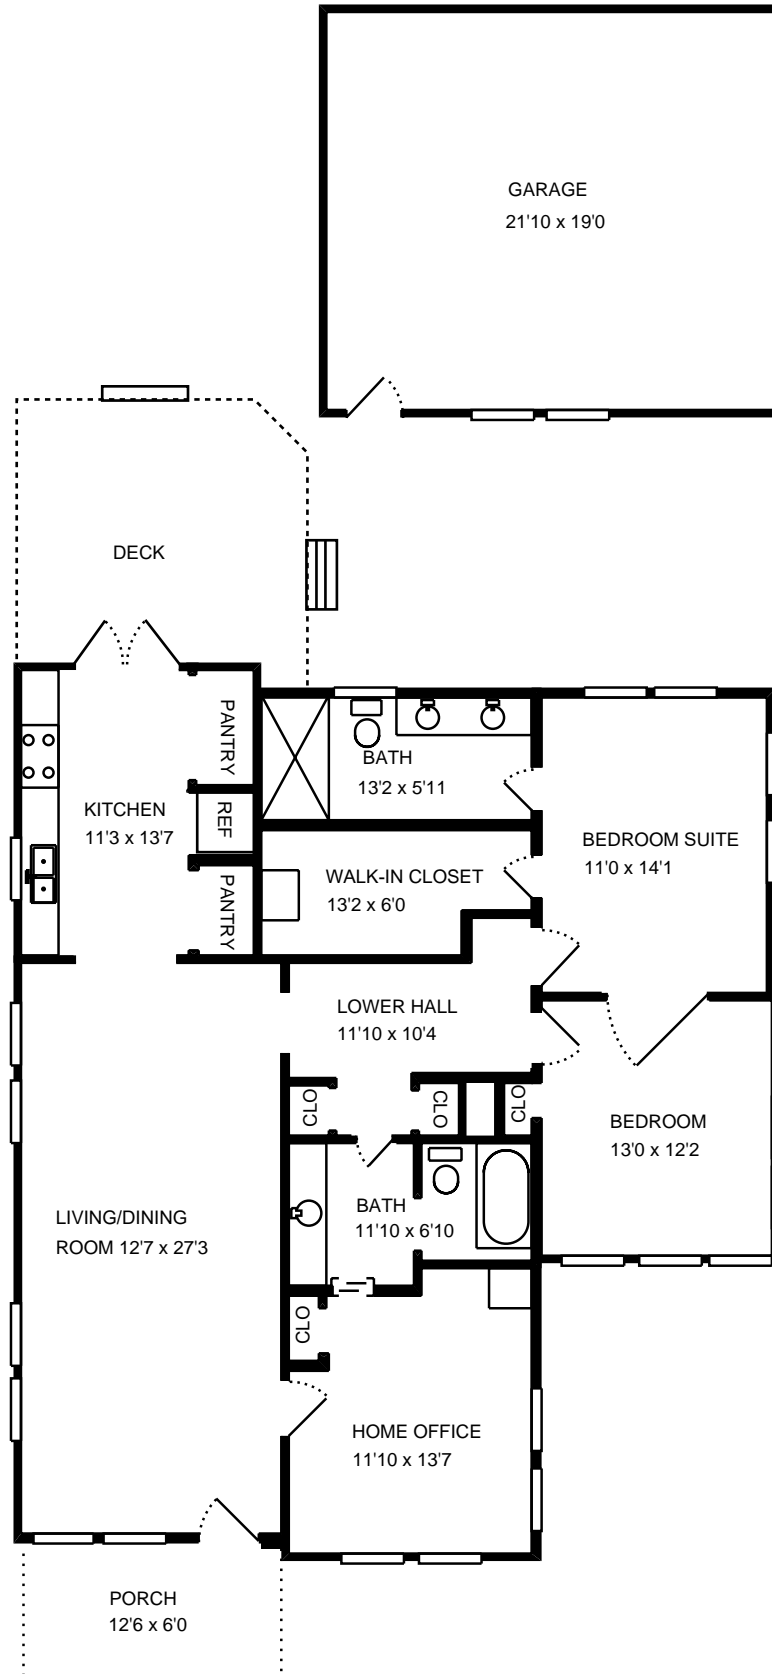 GARAGE
21'10 x 19'0
DECK
PANTRY
BATH
13'2 x 5'11
KITCHEN
11'3 x 13'7
REF
BEDROOM SUITE
11'0 x 14'1
WALK-IN CLOSET
13'2 x 6'0
PANTRY
LOWER HALL
11'10 x 10'4
CLO
CLO
CLO
BEDROOM
13'0 x 12'2
BATH
11'10 x 6'10
LIVING/DINING
ROOM 12'7 x 27'3
CLO
HOME OFFICE
11'10 x 13'7
PORCH
12'6 x 6'0